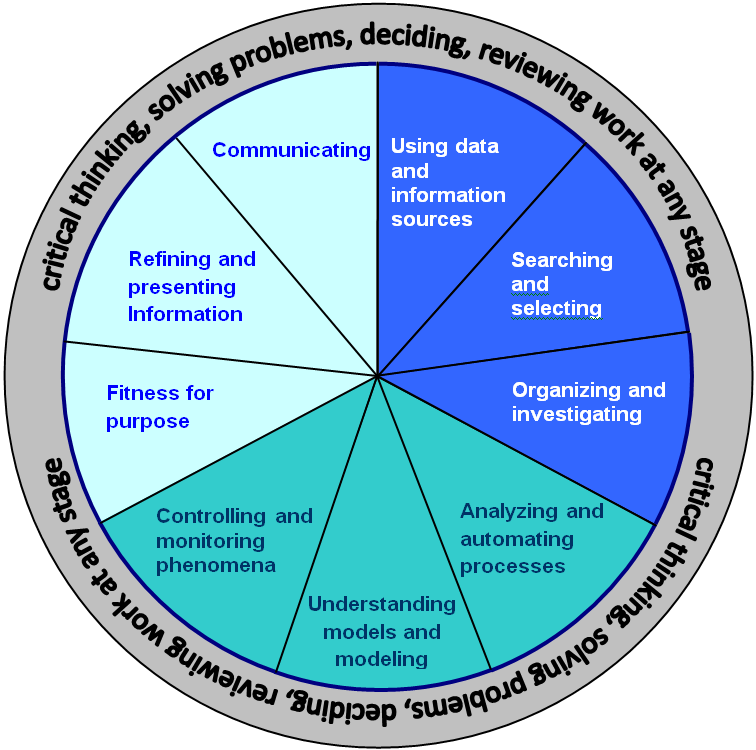 critical thinking, solving problems, deciding, reviewing work at any stage
Communicating
Using data
and
information
sources
Searching
and
selecting
Organizing and
investigating
Analyzing and
automating
processes
Understanding
models and
modeling
Controlling and
monitoring
phenomena
Fitness for
purpose
Refining and
presenting
Information
critical thinking, solving problems, deciding, reviewing work at any stage